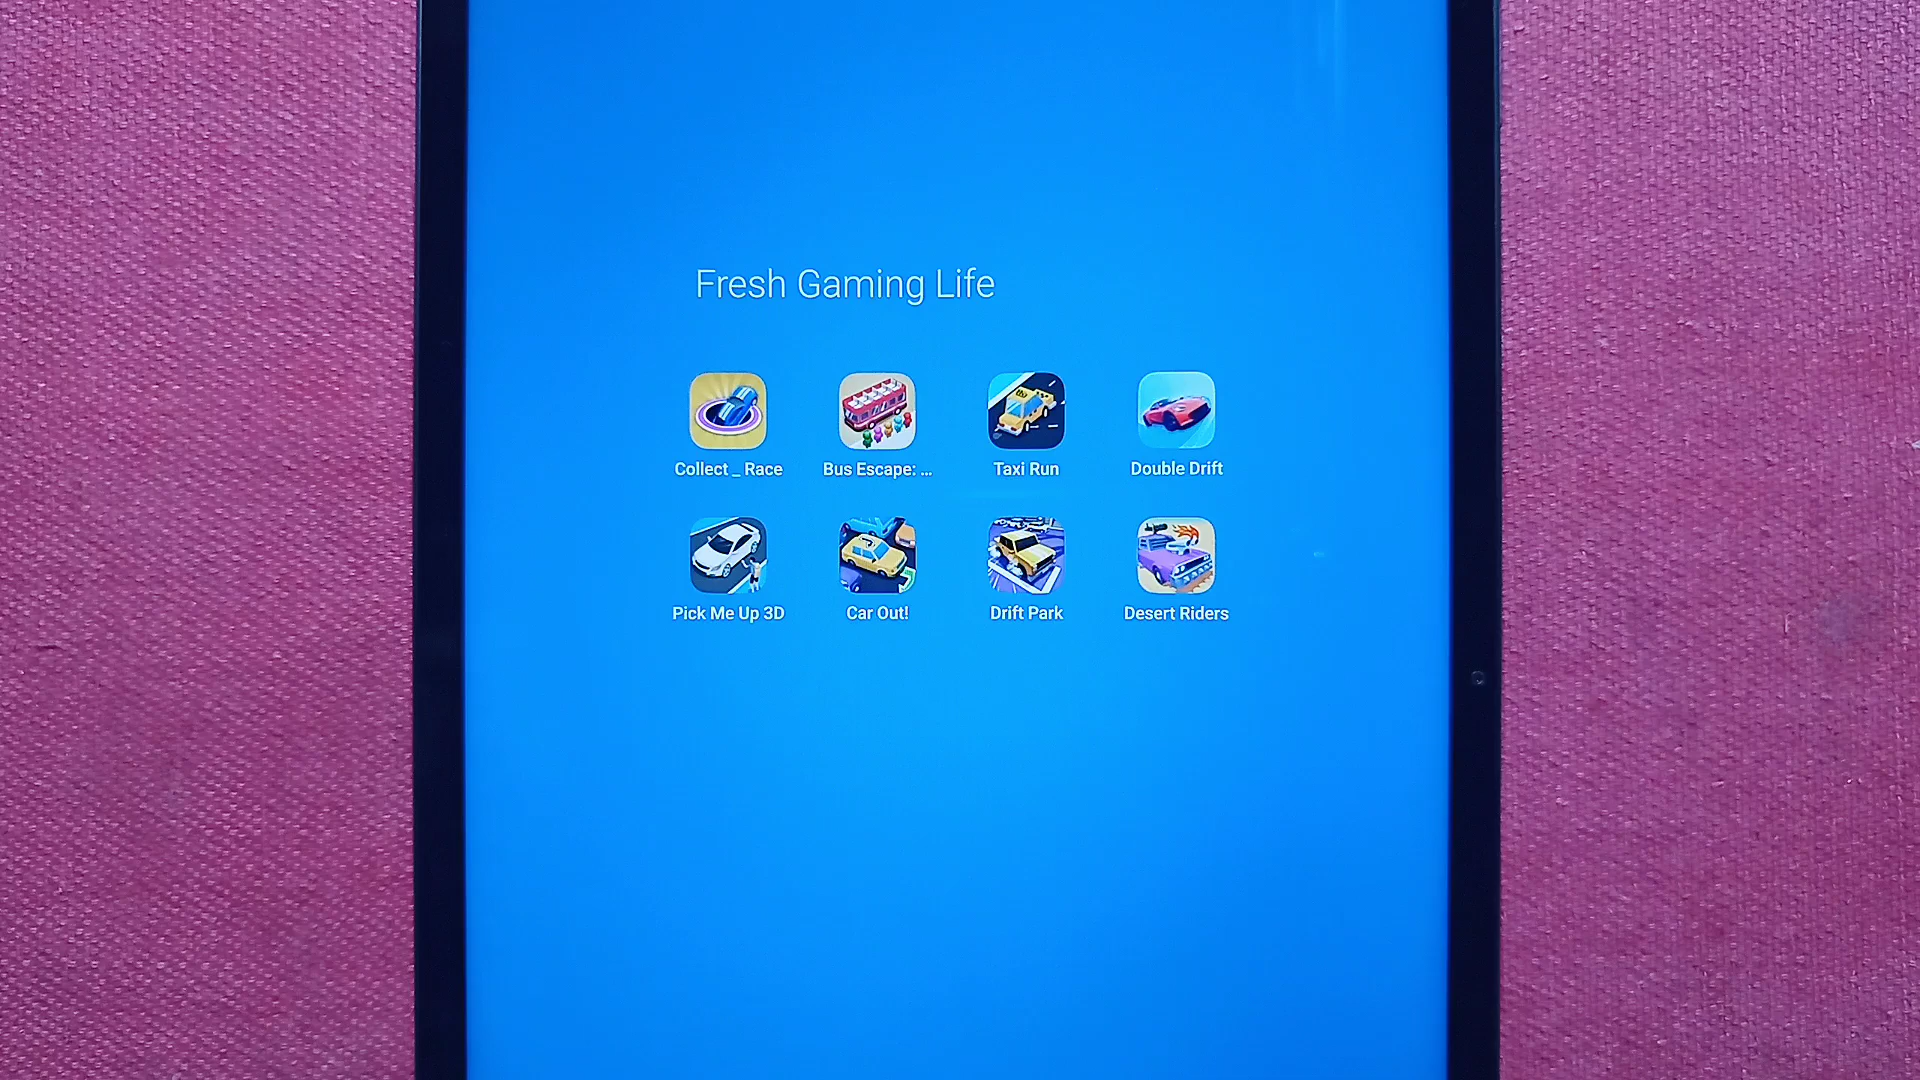 Fresh Gaming Life
Collect _ Race
Bus Escape: ...
Taxi Run
Double Drift
Pick Me Up 3D
Car Out!
Drift Park
Desert Riders